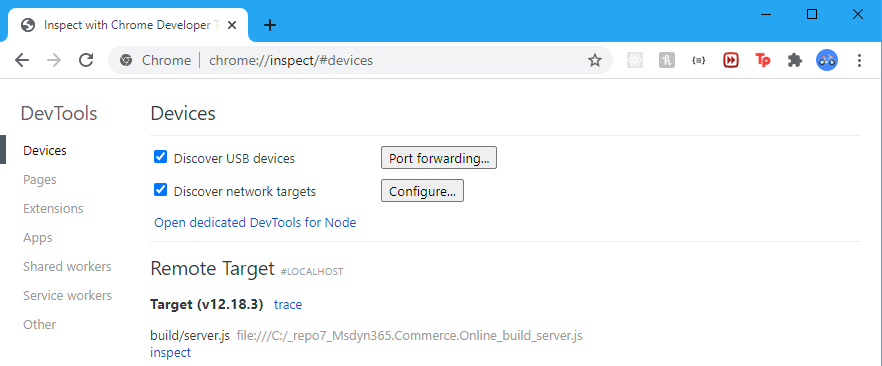 Inspect with Chrome Developer T
Chrome | chrome://inspect/#devices
DevTools
Devices
Pages
Extensions
Apps
Shared workers
Service workers
Other
Devices
Discover USB devices Port forwarding...
Discover network targets Configure...
Open dedicated DevTools for Node
Remote Target #LOCALHOST
Target (v12.18.3) trace
build/server.js file:///C:/_repo7_Msdyn365.Commerce.Online_build_server.js
inspect